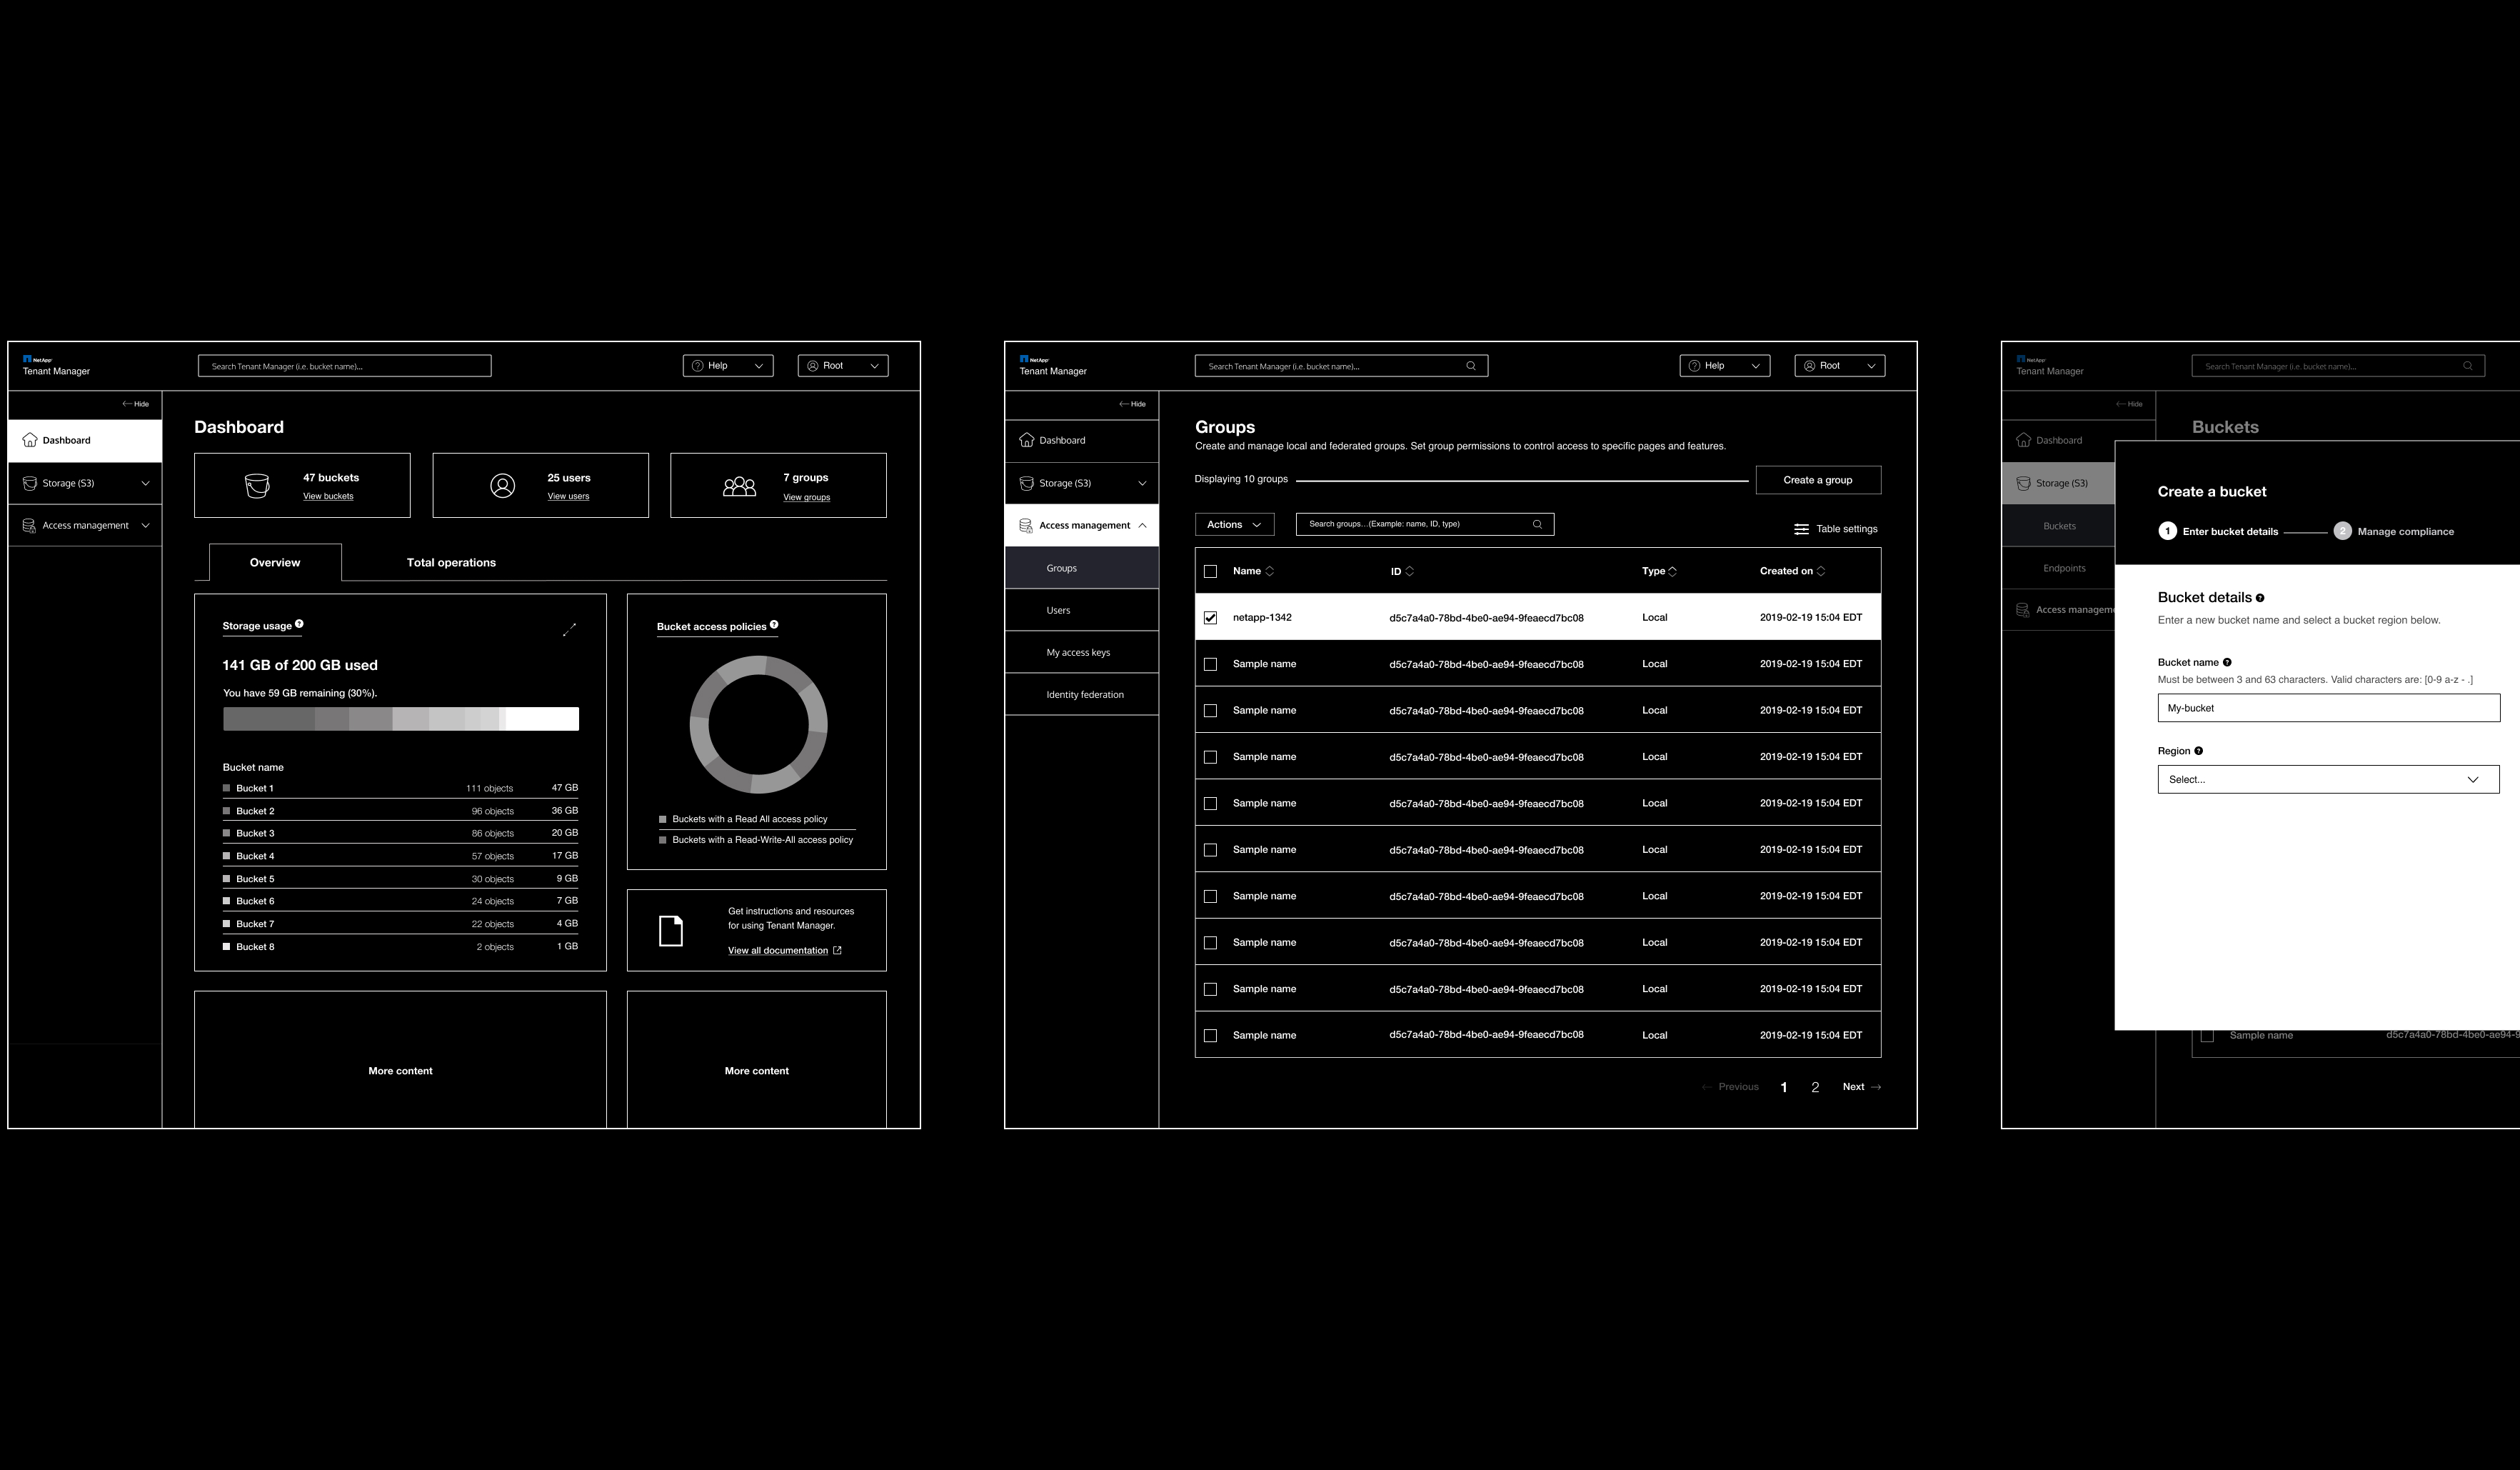 NetApp
Tenant Manager
Search Tenant Manager (i.e. bucket name)...
Help
Root
Hide
Dashboard
Storage (S3)
Access management
Dashboard
47 buckets
View buckets
25 users
View users
7 groups
View groups
Overview
Total operations
Storage usage
141 GB of 200 GB used
You have 59 GB remaining (30%).
Bucket name
Bucket 1 111 objects 47 GB
Bucket 2 96 objects 36 GB
Bucket 3 86 objects 20 GB
Bucket 4 57 objects 17 GB
Bucket 5 30 objects 9 GB
Bucket 6 24 objects 7 GB
Bucket 7 22 objects 4 GB
Bucket 8 2 objects 1 GB
Bucket access policies
Buckets with a Read All access policy
Buckets with a Read-Write-All access policy
Get instructions and resources
for using Tenant Manager.
View all documentation
More content
More content
NetApp
Tenant Manager
Search Tenant Manager (i.e. bucket name)...
Help
Root
Hide
Dashboard
Storage (S3)
Access management
Groups
Users
My access keys
Identity federation
Groups
Create and manage local and federated groups. Set group permissions to control access to specific pages and features.
Displaying 10 groups
Create a group
Actions
Search groups...(Example: name, ID, type)
Table settings
Name ID Type Created on
netapp-1342 d5c7a4a0-78bd-4be0-ae94-9feaecd7bc08 Local 2019-02-19 15:04 EDT
Sample name d5c7a4a0-78bd-4be0-ae94-9feaecd7bc08 Local 2019-02-19 15:04 EDT
Sample name d5c7a4a0-78bd-4be0-ae94-9feaecd7bc08 Local 2019-02-19 15:04 EDT
Sample name d5c7a4a0-78bd-4be0-ae94-9feaecd7bc08 Local 2019-02-19 15:04 EDT
Sample name d5c7a4a0-78bd-4be0-ae94-9feaecd7bc08 Local 2019-02-19 15:04 EDT
Sample name d5c7a4a0-78bd-4be0-ae94-9feaecd7bc08 Local 2019-02-19 15:04 EDT
Sample name d5c7a4a0-78bd-4be0-ae94-9feaecd7bc08 Local 2019-02-19 15:04 EDT
Sample name d5c7a4a0-78bd-4be0-ae94-9feaecd7bc08 Local 2019-02-19 15:04 EDT
Sample name d5c7a4a0-78bd-4be0-ae94-9feaecd7bc08 Local 2019-02-19 15:04 EDT
Sample name d5c7a4a0-78bd-4be0-ae94-9feaecd7bc08 Local 2019-02-19 15:04 EDT
Previous 1 2 Next
NetApp
Tenant Manager
Search Tenant Manager (i.e. bucket name)...
Hide
Dashboard
Storage (S3)
Buckets
Endpoints
Access managem
Buckets
Create a bucket
1 Enter bucket details 2 Manage compliance
Bucket details
Enter a new bucket name and select a bucket region below.
Bucket name
Must be between 3 and 63 characters. Valid characters are: [0-9 a-z - .]
My-bucket
Region
Select...
Sample name d5c7a4a0-78bd-4be0-ae94-9